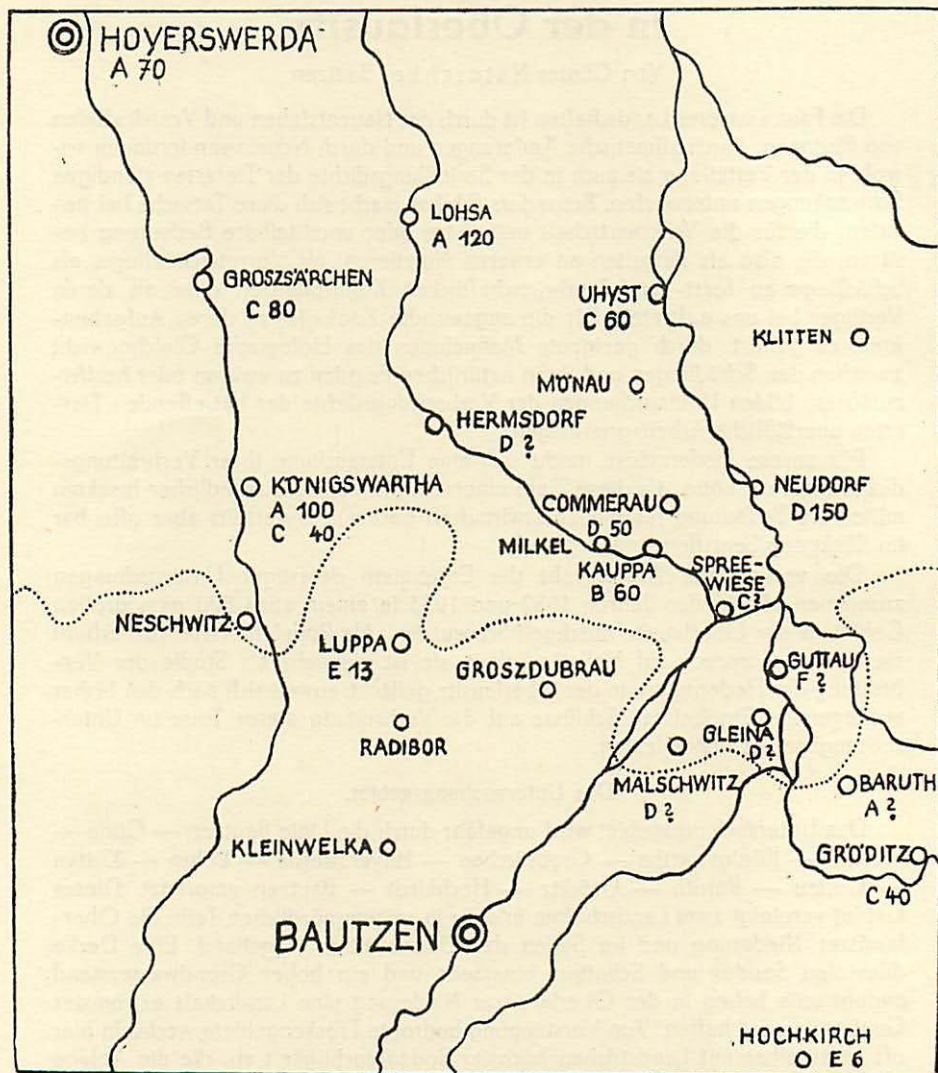 HOYERSWERDA
A 70
LOHSA
A 120
GROSZSÄRCHEN
C 80
UHYST
C 60
KLITTEN
MÖNAU
HERMSDORF
D ?
KÖNIGSWARTHA
A 100
C 40
COMMERAU
D 50
NEUDORF
D 150
MILKEL
KAUPPA
B 60
SPREE-
WIESE
C ?
NESCHWITZ
LUPPA
E 13
GROSZDUBRAU
GUTTAU
F ?
RADIBOR
GLEINA
D ?
MALSCHWITZ
D ?
BARUTH
A ?
KLEINWELKA
GRÖDITZ
C 40
BAUTZEN
HOCHKIRCH
E 6